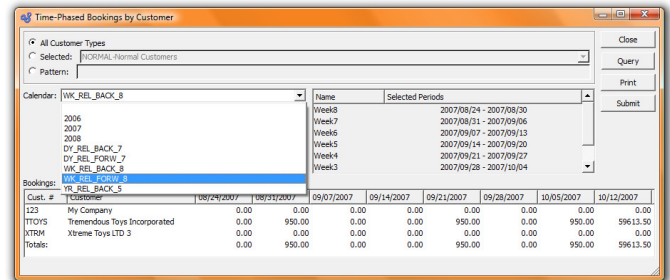 Time-Phased Bookings by Customer
All Customer Types
Close
Selected: NORMAL-Normal Customers
Query
Pattern:
Print
Calendar: WK_REL_BACK_8
Name Selected Periods
Submit
Week8 2007/08/24 - 2007/08/30
2006
Week7 2007/08/31 - 2007/09/06
2007
Week6 2007/09/07 - 2007/09/13
2008
DY_REL_BACK_7
Week5 2007/09/14 - 2007/09/20
DY_REL_FORW_7
Week4 2007/09/21 - 2007/09/27
WK_REL_BACK_8
Week3 2007/09/28 - 2007/10/04
WK_REL_FORW_8
Bookings: YR_REL_BACK_5
Cust. # Customer 08/24/2007 08/31/2007 09/07/2007 09/14/2007 09/21/2007 09/28/2007 10/05/2007 10/12/2007
123 My Company 0.00 0.00 0.00 0.00 0.00 0.00 0.00 0.00
TTOYS Tremendous Toys Incorporated 0.00 950.00 0.00 0.00 950.00 0.00 950.00 59613.50
XTRM Xtreme Toys LTD 3 0.00 0.00 0.00 0.00 0.00 0.00 0.00 0.00
Totals: 0.00 950.00 0.00 0.00 950.00 0.00 950.00 59613.50